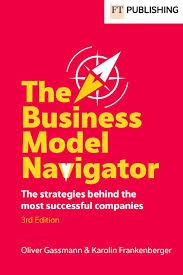 FT PUBLISHING
The
Business
Model
Navigator
The strategies behind the
most successful companies
3rd Edition
Oliver Gassmann & Karolin Frankenberger